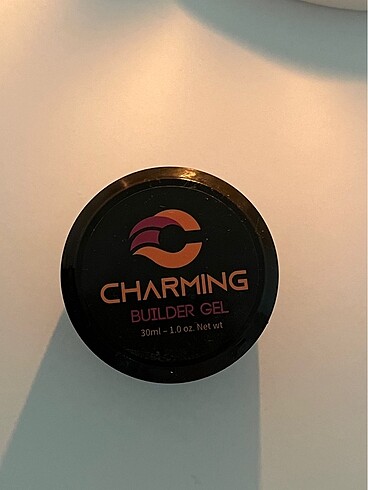 CHARMING
BUILDER GEL
30ml – 1.0 oz. Net wt